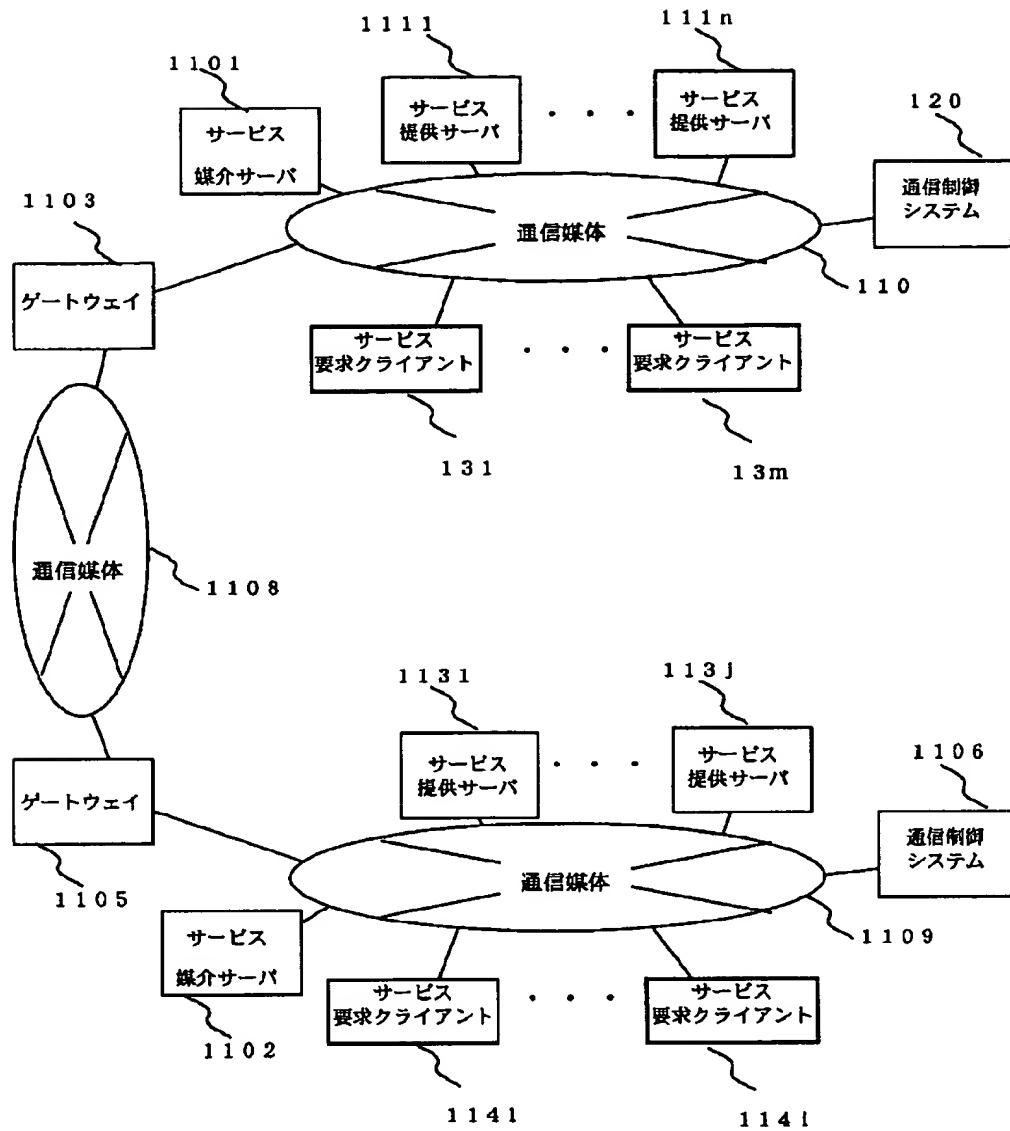 1111
111n
1101
サービス
提供サーバ
・・・
サービス
提供サーバ
120
サービス
媒介サーバ
通信制御
システム
1103
通信媒体
ゲートウェイ
110
サービス
要求クライアント
・・・
サービス
要求クライアント
131
13m
通信媒体
1108
1131
113j
サービス
提供サーバ
・・・
サービス
提供サーバ
1106
ゲートウェイ
通信制御
システム
通信媒体
1105
1109
サービス
媒介サーバ
サービス
要求クライアント
・・・
サービス
要求クライアント
1102
1141
114l